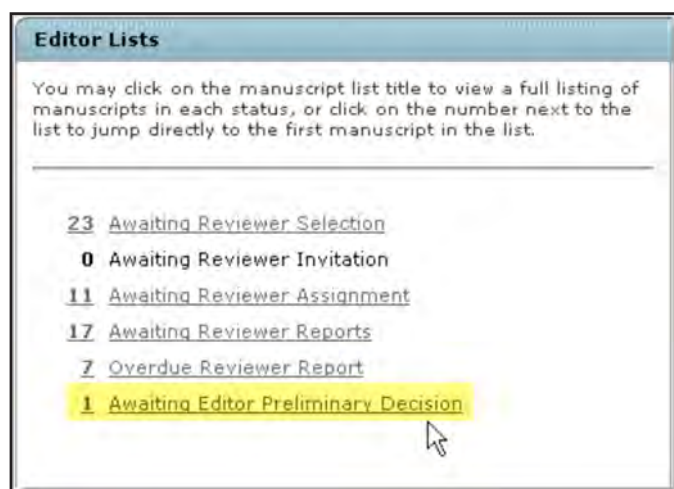 Editor Lists
You may click on the manuscript list title to view a full listing of
manuscripts in each status, or click on the number next to the
list to jump directly to the first manuscript in the list.
23 Awaiting Reviewer Selection
0 Awaiting Reviewer Invitation
11 Awaiting Reviewer Assignment
17 Awaiting Reviewer Reports
7 Overdue Reviewer Report
1 Awaiting Editor Preliminary Decision